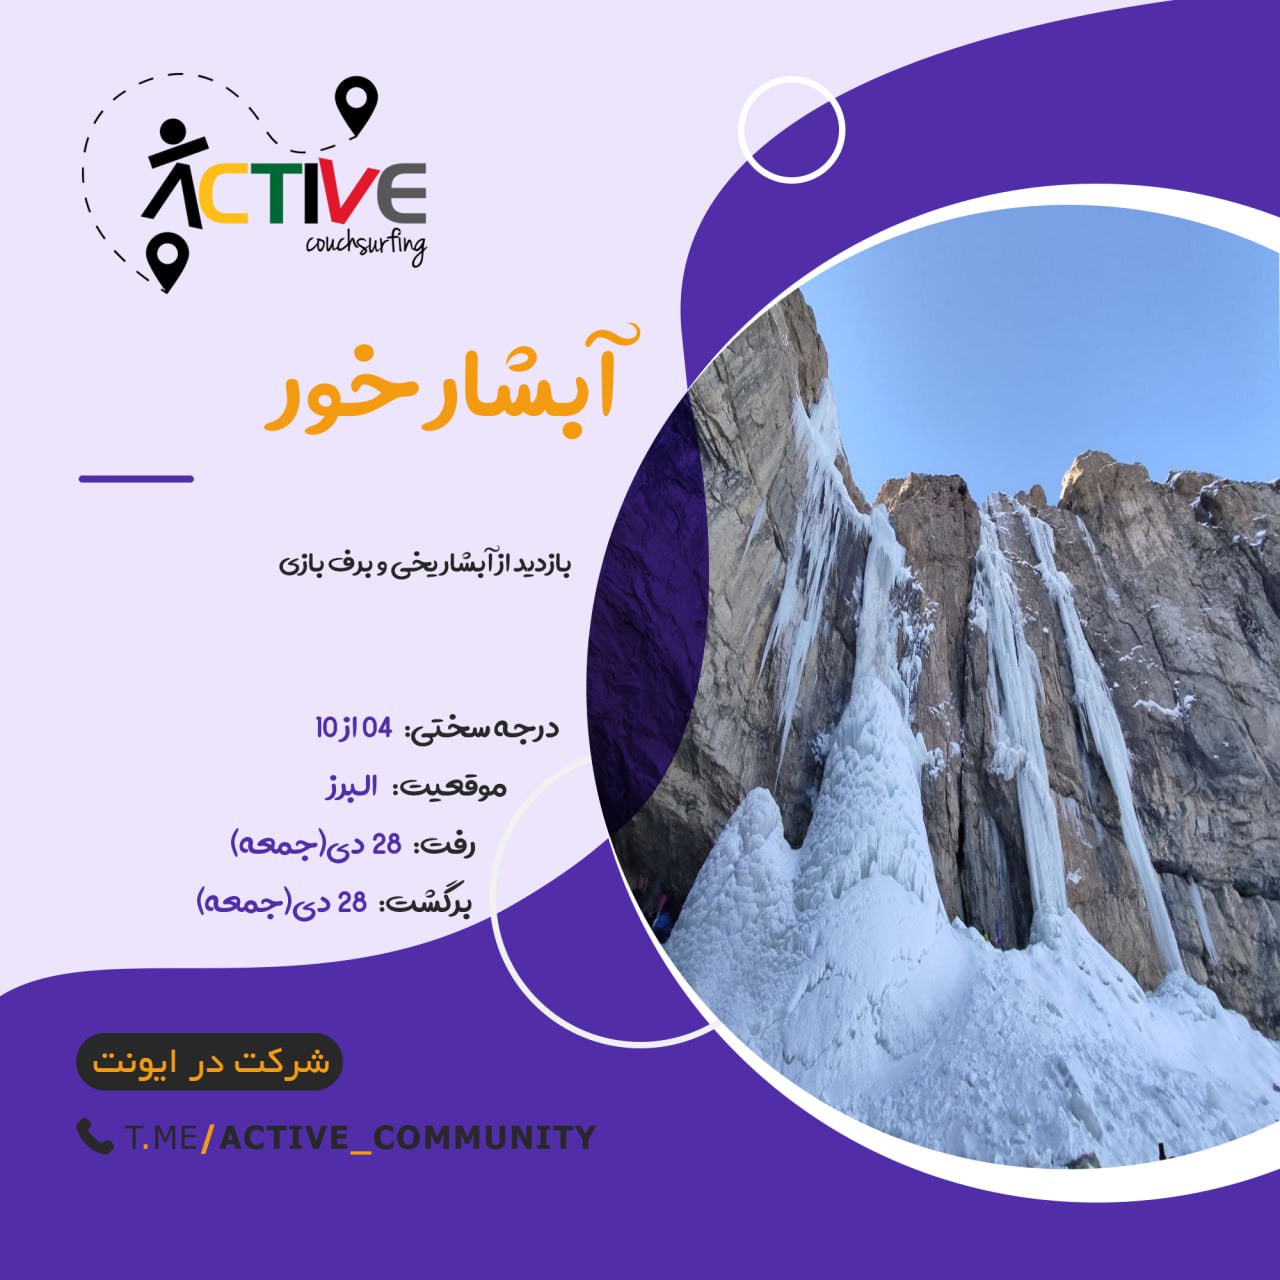 ACTIVE
couchsurfing
آبشار خور
بازدید از آبشار یخی و برف بازی
درجه سختی: 04 از 10
موقعیت: البرز
رفت: 28 دی(جمعه)
برگشت: 28 دی(جمعه)
شرکت در ایونت
T.ME/ACTIVE_COMMUNITY